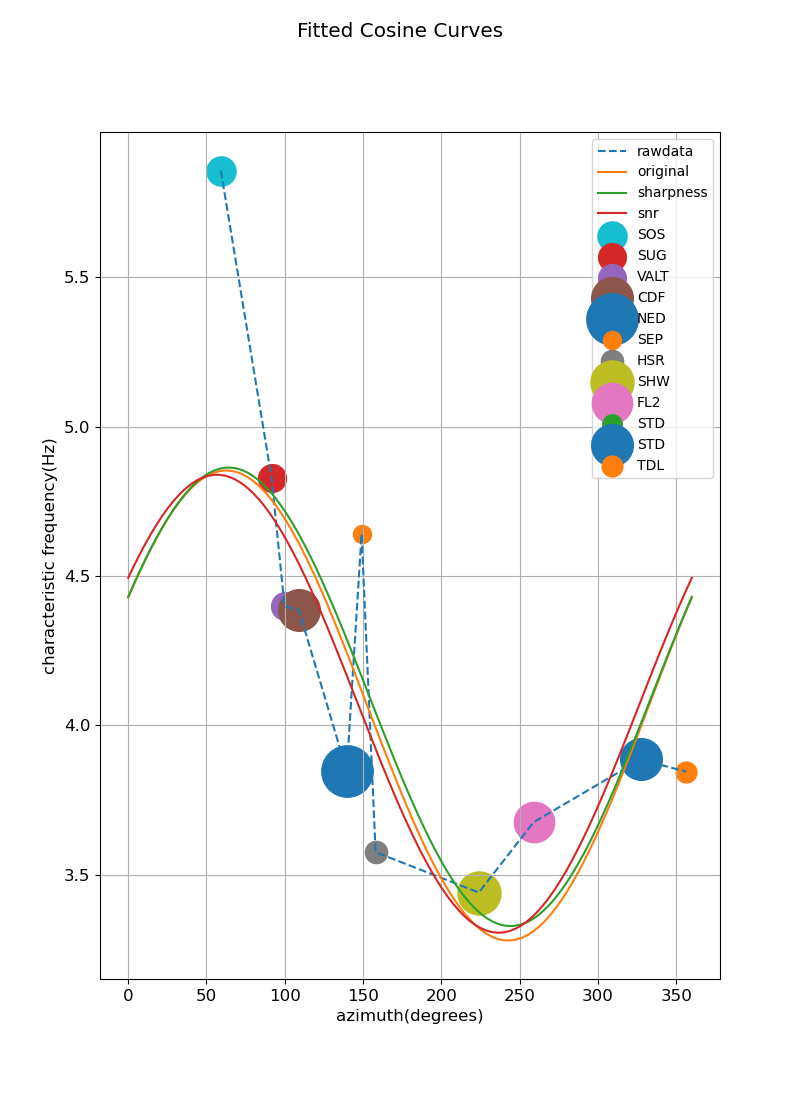 Fitted Cosine Curves
rawdata
original
sharpness
snr
SOS
SUG
VALT
CDF
NED
SEP
HSR
SHW
FL2
STD
STD
TDL
5.5
5.0
4.5
4.0
3.5
characteristic frequency(Hz)
0 50 100 150 200 250 300 350
azimuth(degrees)